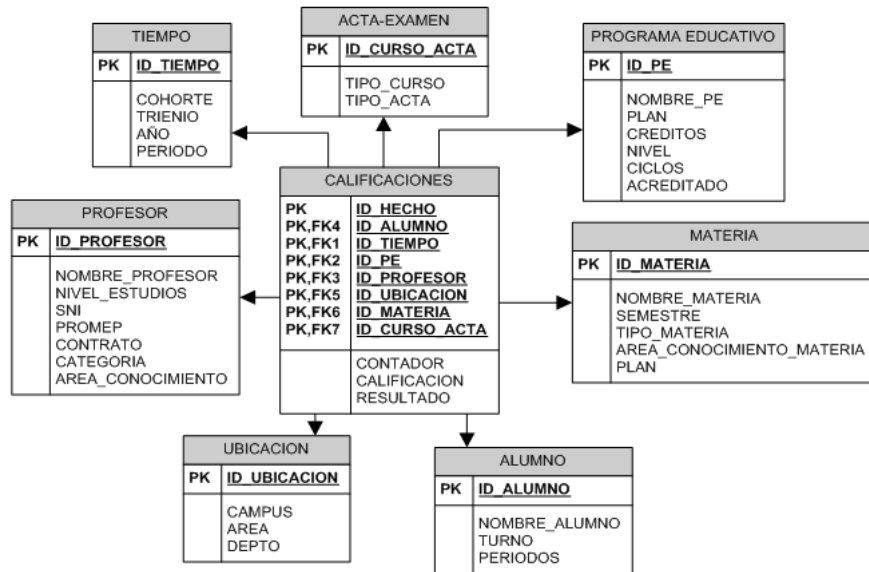 TIEMPO
PK ID_TIEMPO
COHORTE
TRIENIO
AÑO
PERIODO
ACTA-EXAMEN
PK ID_CURSO_ACTA
TIPO_CURSO
TIPO_ACTA
PROGRAMA EDUCATIVO
PK ID_PE
NOMBRE_PE
PLAN
CREDITOS
NIVEL
CICLOS
ACREDITADO
PROFESOR
PK ID_PROFESOR
NOMBRE_PROFESOR
NIVEL_ESTUDIOS
SNI
PROMEP
CONTRATO
CATEGORIA
AREA_CONOCIMIENTO
CALIFICACIONES
PK ID_HECHO
PK,FK4 ID_ALUMNO
PK,FK1 ID_TIEMPO
PK,FK2 ID_PE
PK,FK3 ID_PROFESOR
PK,FK5 ID_UBICACION
PK,FK6 ID_MATERIA
PK,FK7 ID_CURSO_ACTA
CONTADOR
CALIFICACION
RESULTADO
MATERIA
PK ID_MATERIA
NOMBRE_MATERIA
SEMESTRE
TIPO_MATERIA
AREA_CONOCIMIENTO_MATERIA
PLAN
UBICACION
PK ID_UBICACION
CAMPUS
AREA
DEPTO
ALUMNO
PK ID_ALUMNO
NOMBRE_ALUMNO
TURNO
PERIODOS